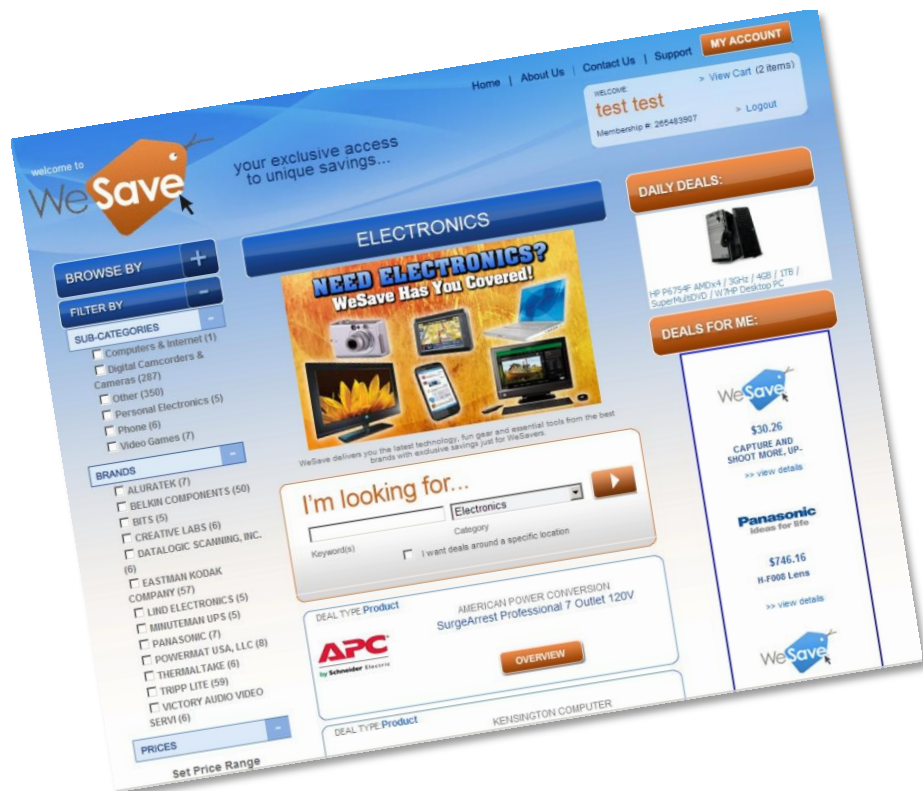 Home | About Us | Contact Us | Support
MY ACCOUNT
WELCOME
> View Cart (2 items)
test test
Membership #: 265483907
> Logout
welcome to
WeSave
your exclusive access
to unique savings...
BROWSE BY +
FILTER BY -
SUB-CATEGORIES -
Computers & Internet (1)
Digital Camcorders &
Cameras (287)
Other (350)
Personal Electronics (5)
Phone (6)
Video Games (7)
BRANDS -
ALURATEK (7)
BELKIN COMPONENTS (50)
BITS (5)
CREATIVE LABS (6)
DATALOGIC SCANNING, INC.
(6)
EASTMAN KODAK
COMPANY (57)
LIND ELECTRONICS (5)
MINUTEMAN UPS (5)
PANASONIC (7)
POWERMAT USA, LLC (8)
THERMALTAKE (6)
TRIPP LITE (59)
VICTORY AUDIO VIDEO
SERVI (6)
PRICES -
Set Price Range
ELECTRONICS
NEED ELECTRONICS?
WeSave Has You Covered!
WeSave delivers you the latest technology, fun gear and essential tools from the best
brands with exclusive savings just for WeSavers.
I'm looking for...
Electronics
Keyword(s)
Category
I want deals around a specific location
DEAL TYPE Product
AMERICAN POWER CONVERSION
SurgeArrest Professional 7 Outlet 120V
APC
by Schneider Electric
OVERVIEW
DEAL TYPE Product
KENSINGTON COMPUTER
DAILY DEALS:
HP P6754F AMDx4 / 3GHz / 4GB / 1TB /
SuperMultiDVD / W7HP Desktop PC
DEALS FOR ME:
WeSave
$30.26
CAPTURE AND
SHOOT MORE, UP-
>> view details
Panasonic
ideas for life
$746.16
H-F008 Lens
>> view details
WeSave